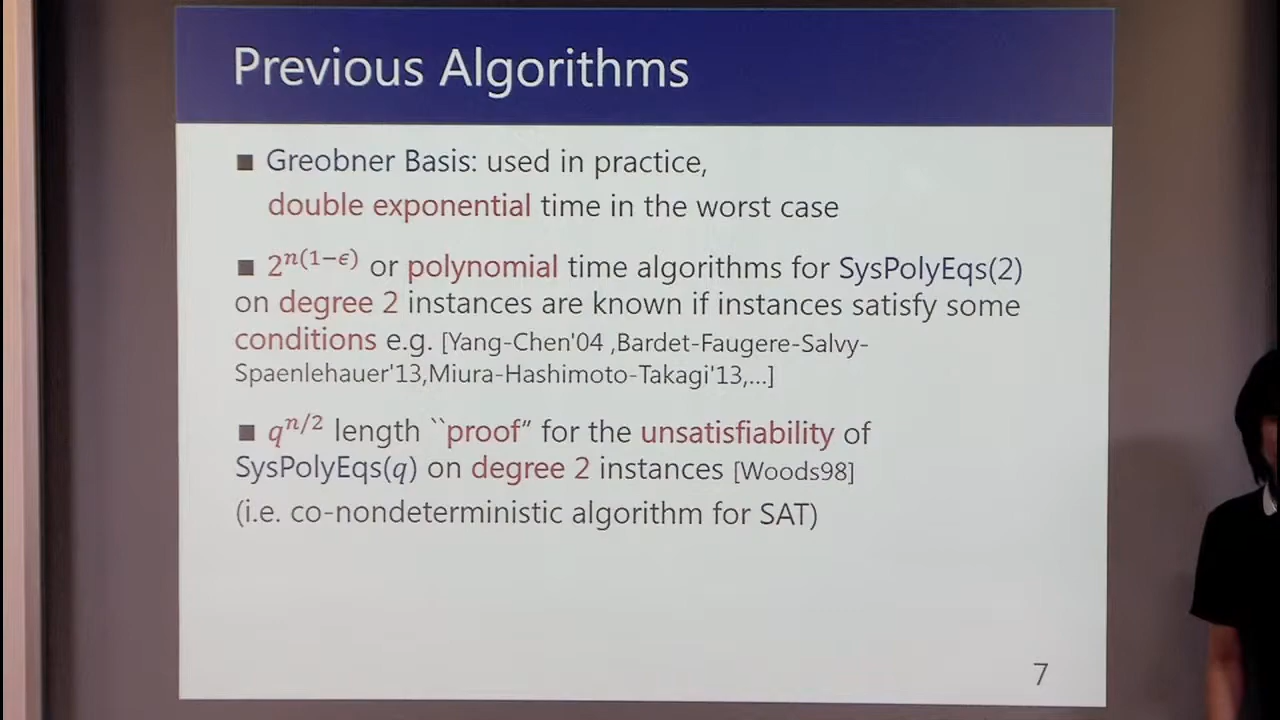 Previous Algorithms
■ Greobner Basis: used in practice,
double exponential time in the worst case
■ 2^{n(1−ϵ)} or polynomial time algorithms for SysPolyEqs(2)
on degree 2 instances are known if instances satisfy some
conditions e.g. [Yang-Chen'04 ,Bardet-Faugere-Salvy-
Spaenlehauer'13,Miura-Hashimoto-Takagi'13,...]
■ q^{n/2} length ``proof” for the unsatisfiability of
SysPolyEqs(q) on degree 2 instances [Woods98]
(i.e. co-nondeterministic algorithm for SAT)
7